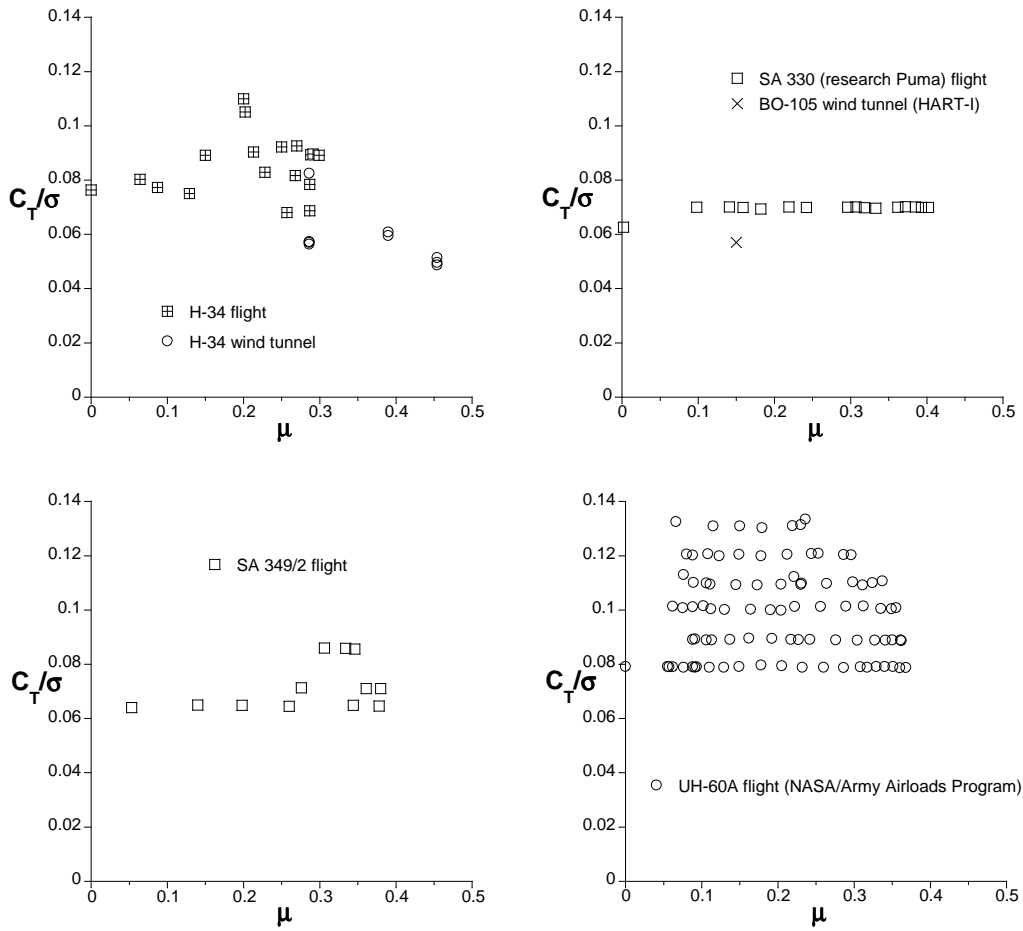 0.14
0.12
0.1
0.08
C_T/σ
0.06
0.04
0.02
0
H-34 flight
H-34 wind tunnel
0 0.1 0.2 0.3 0.4 0.5
μ
0.14
0.12
0.1
0.08
C_T/σ
0.06
0.04
0.02
0
SA 330 (research Puma) flight
BO-105 wind tunnel (HART-I)
0 0.1 0.2 0.3 0.4 0.5
μ
0.14
0.12
0.1
0.08
C_T/σ
0.06
0.04
0.02
0
SA 349/2 flight
0 0.1 0.2 0.3 0.4 0.5
μ
0.14
0.12
0.1
0.08
C_T/σ
0.06
0.04
0.02
0
UH-60A flight (NASA/Army Airloads Program)
0 0.1 0.2 0.3 0.4 0.5
μ